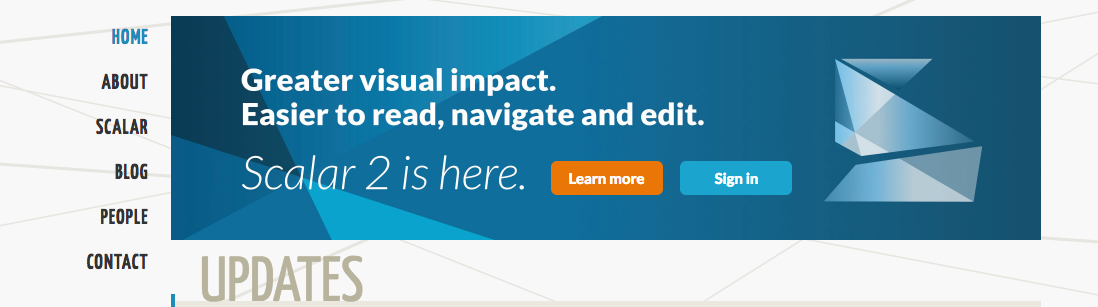 HOME
ABOUT
SCALAR
BLOG
PEOPLE
CONTACT
Greater visual impact.
Easier to read, navigate and edit.
Scalar 2 is here.
Learn more
Sign in
UPDATES